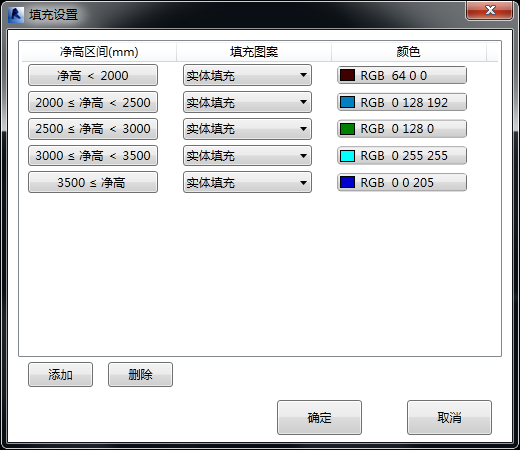 填充设置
净高区间(mm) 填充图案 颜色
净高 < 2000 实体填充 RGB 64 0 0
2000 ≤ 净高 < 2500 实体填充 RGB 0 128 192
2500 ≤ 净高 < 3000 实体填充 RGB 0 128 0
3000 ≤ 净高 < 3500 实体填充 RGB 0 255 255
3500 ≤ 净高 实体填充 RGB 0 0 205
添加 删除
确定 取消